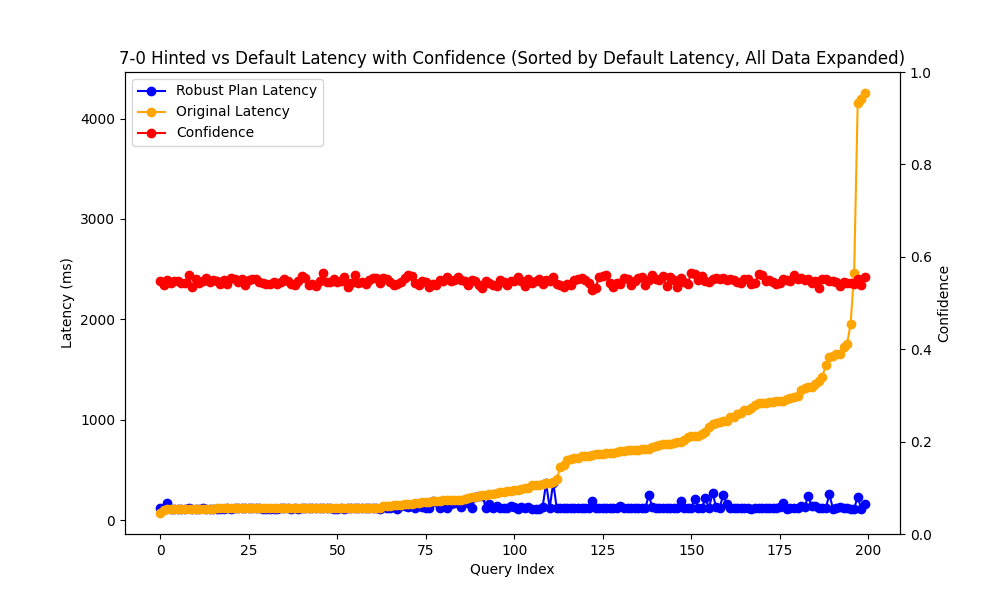 7-0 Hinted vs Default Latency with Confidence (Sorted by Default Latency, All Data Expanded)
Robust Plan Latency
Original Latency
Confidence
4000
3000
2000
1000
0
Latency (ms)
1.0
0.8
0.6
0.4
0.2
0.0
Confidence
0
25
50
75
100
125
150
175
200
Query Index